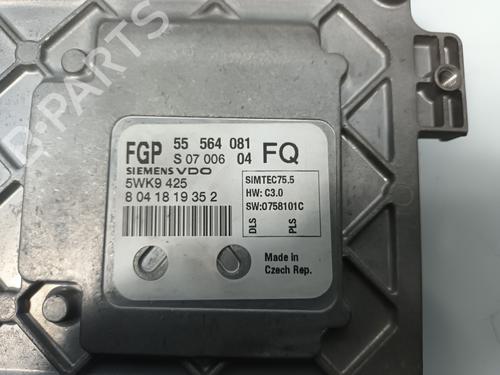 FGP 55 564 081 FQ
S 07 006 04
SIEMENS VDO
5WK9 425
8 04 18 19 35 2
SIMTEC75.5
HW: C3.0
SW:0758101C
DLS
PLS
Made in
Czech Rep.
B-PARTS